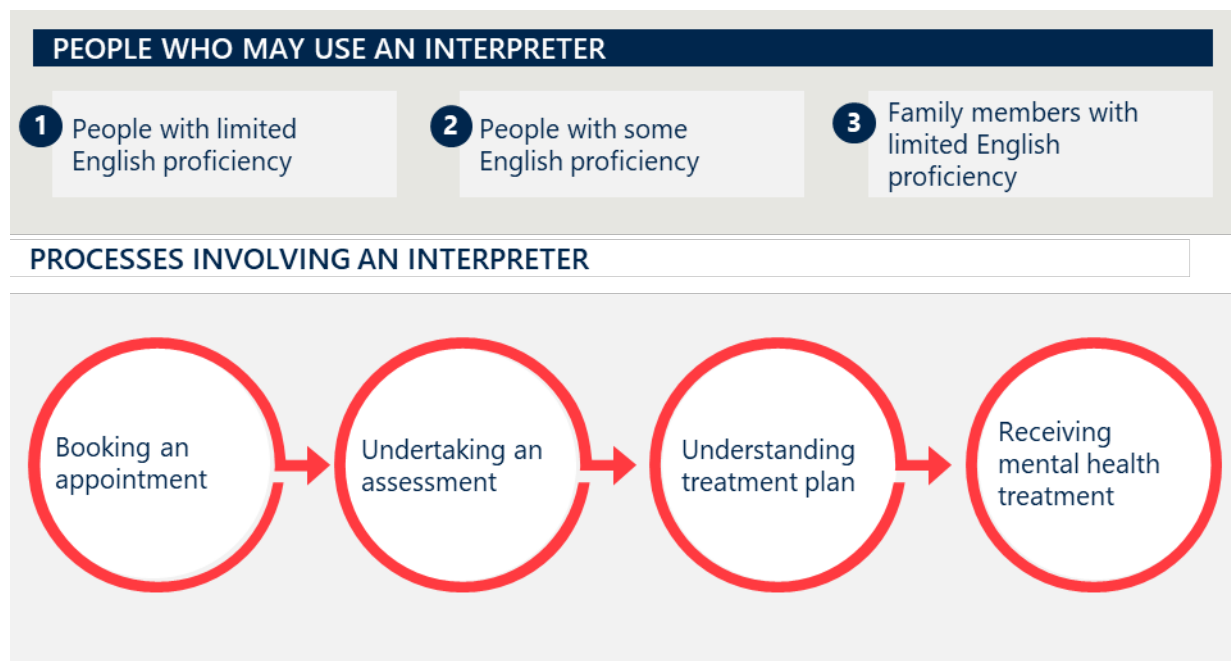 PEOPLE WHO MAY USE AN INTERPRETER
1
People with limited
English proficiency
2
People with some
English proficiency
3
Family members with
limited English
proficiency
PROCESSES INVOLVING AN INTERPRETER
Booking an
appointment
Undertaking an
assessment
Understanding
treatment plan
Receiving
mental health
treatment